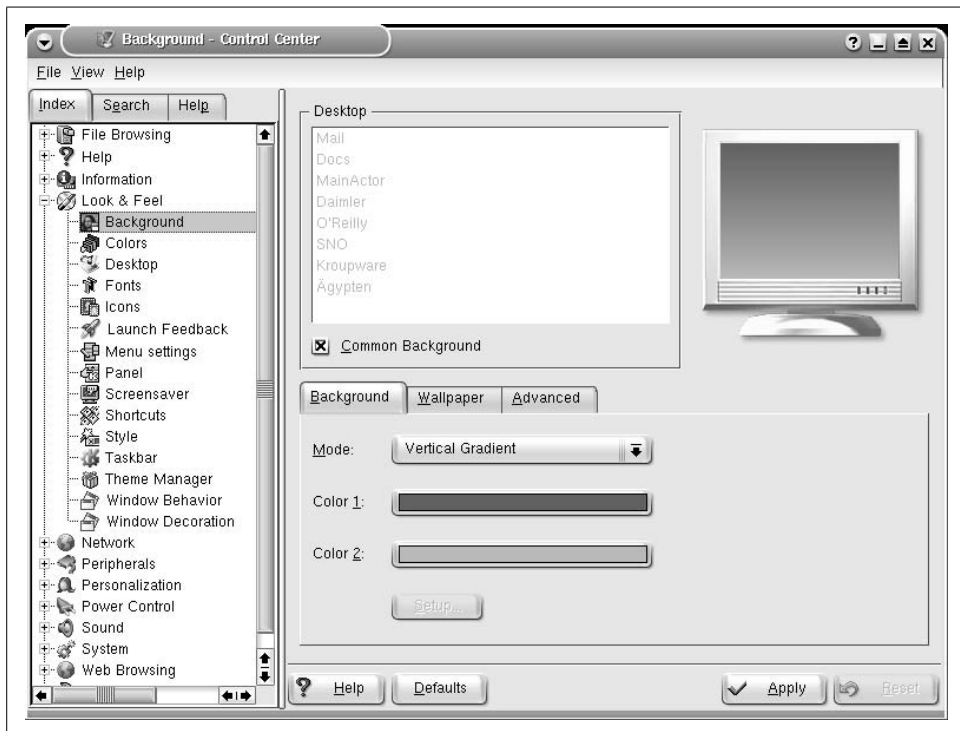 Background - Control Center
File View Help
Index Search Help
File Browsing
Help
Information
Look & Feel
Background
Colors
Desktop
Fonts
Icons
Launch Feedback
Menu settings
Panel
Screensaver
Shortcuts
Style
Taskbar
Theme Manager
Window Behavior
Window Decoration
Network
Peripherals
Personalization
Power Control
Sound
System
Web Browsing
Desktop
Mail
Docs
MainActor
Daimler
O'Reilly
SNO
Kroupware
Ägypten
Common Background
Background Wallpaper Advanced
Mode: Vertical Gradient
Color 1:
Color 2:
Setup...
Help Defaults Apply Reset